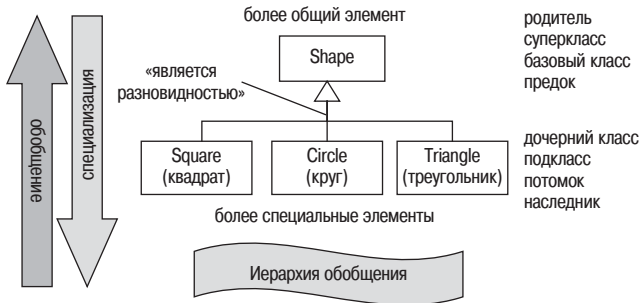 более общий элемент
Shape
родитель
суперкласс
базовый класс
предок
«является
разновидностью»
обобщение
специализация
Square
(квадрат)
Circle
(круг)
Triangle
(треугольник)
дочерний класс
подкласс
потомок
наследник
более специальные элементы
Иерархия обобщения